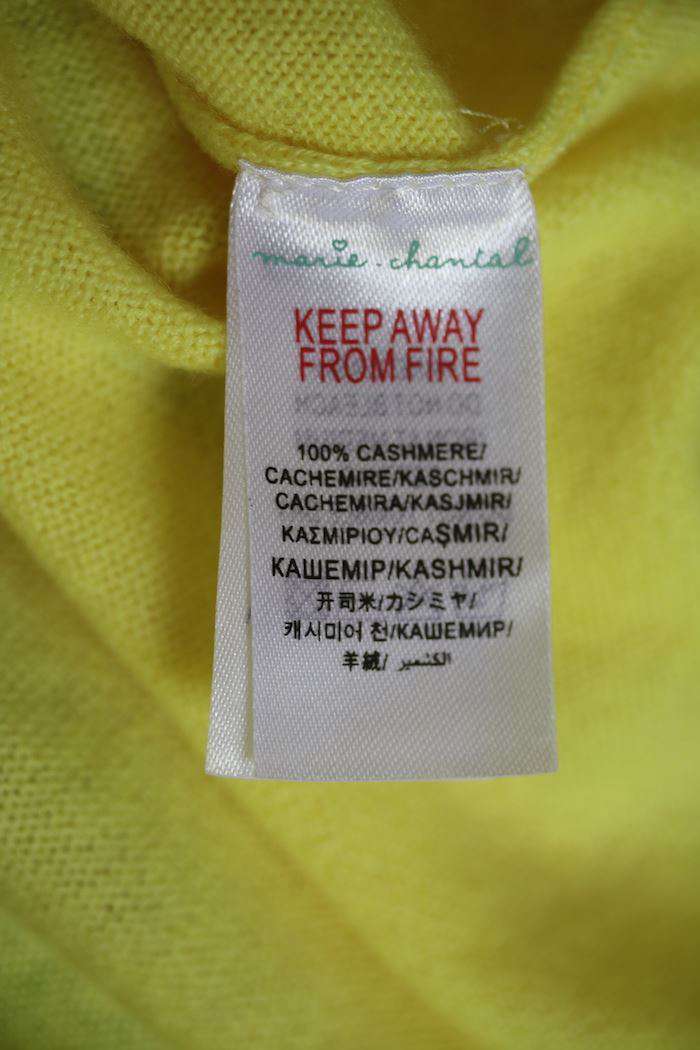 marie·chantal
KEEP AWAY
FROM FIRE
100% CASHMERE/
CACHEMIRE/KASCHMIR/
CACHEMIRA/KASJMIR/
ΚΑΣΜΙΡΙΟΥ/CAŞMIR/
КАШЕМІР/KASHMIR/
开司米/カシミヤ/
캐시미어 천/КАШЕМИР/
羊絨/ الكشمير